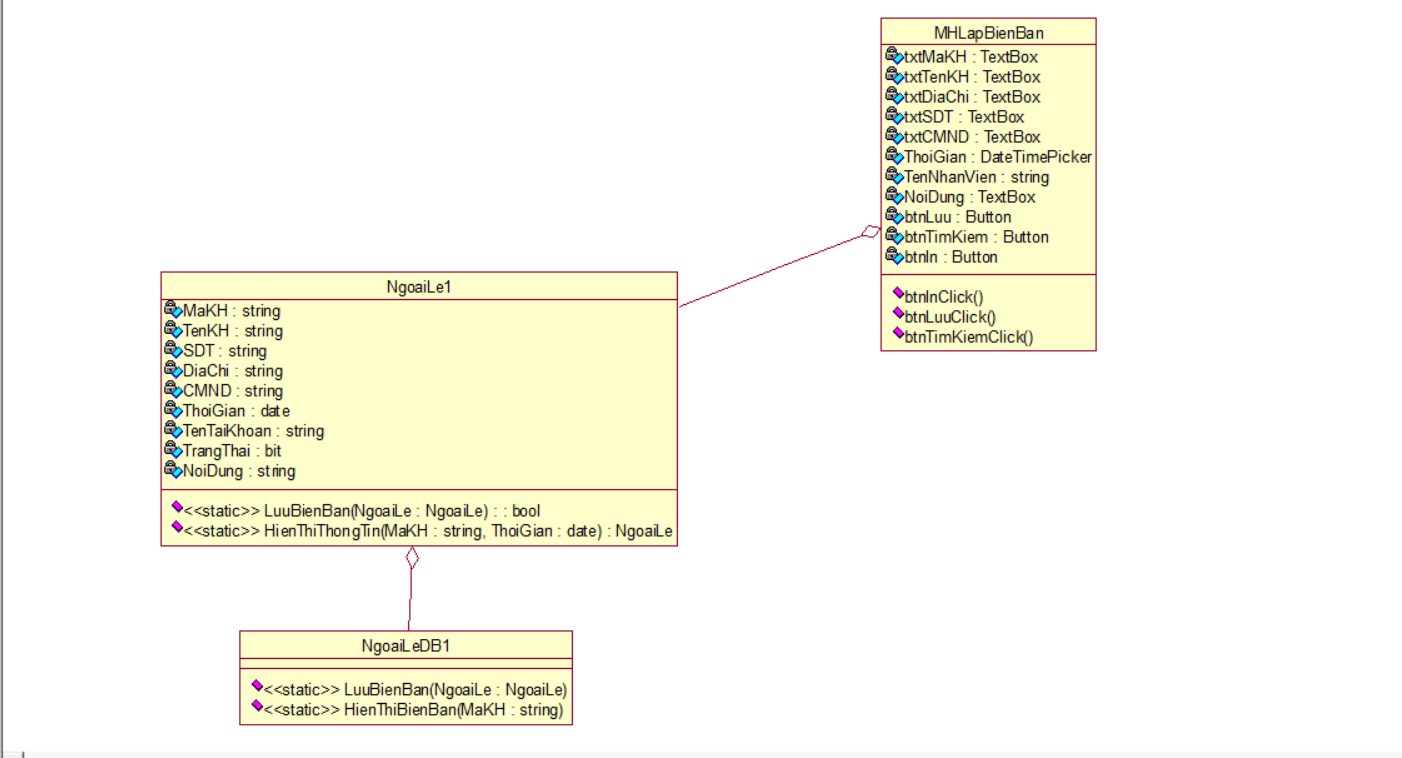 MHLapBienBan
txtMaKH : TextBox
txtTenKH : TextBox
txtDiaChi : TextBox
txtSDT : TextBox
txtCMND : TextBox
ThoiGian : DateTimePicker
TenNhanVien : string
NoiDung : TextBox
btnLuu : Button
btnTimKiem : Button
btnIn : Button
btnInClick()
btnLuuClick()
btnTimKiemClick()
NgoaiLe1
MaKH : string
TenKH : string
SDT : string
DiaChi : string
CMND : string
ThoiGian : date
TenTaiKhoan : string
TrangThai : bit
NoiDung : string
<<static>> LuuBienBan(NgoaiLe : NgoaiLe) : : bool
<<static>> HienThiThongTin(MaKH : string, ThoiGian : date) : NgoaiLe
NgoaiLeDB1
<<static>> LuuBienBan(NgoaiLe : NgoaiLe)
<<static>> HienThiBienBan(MaKH : string)